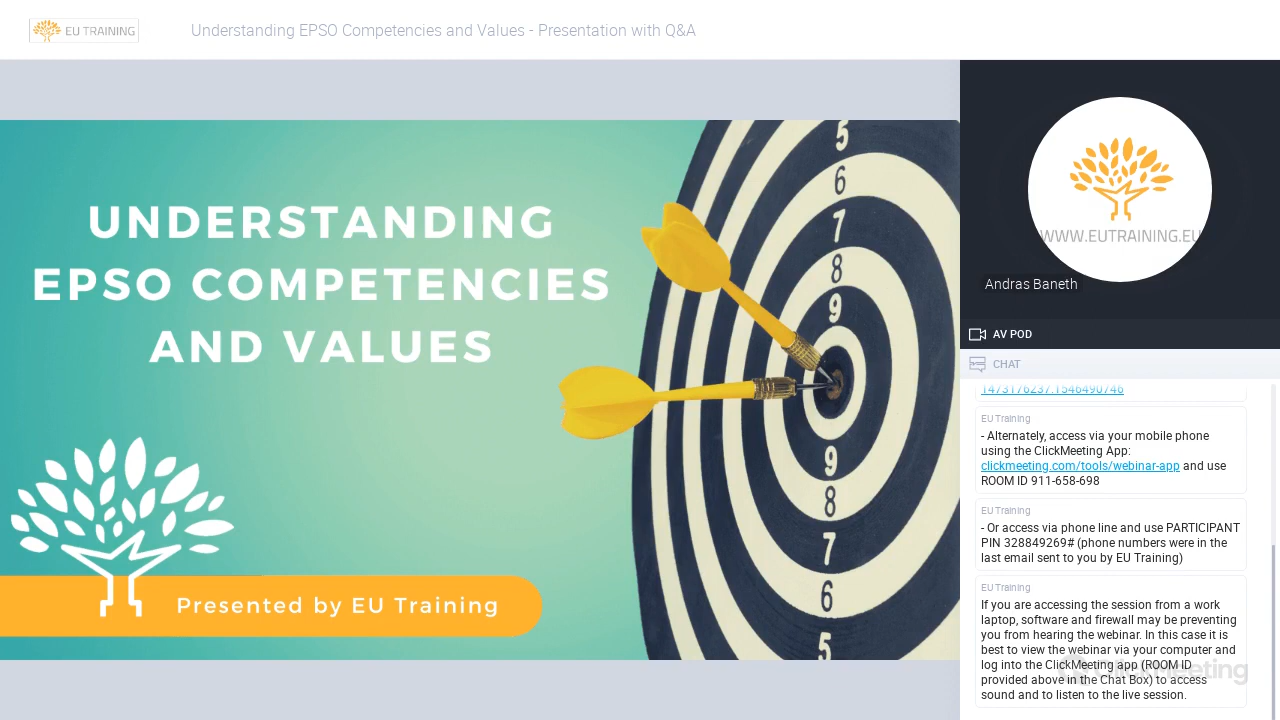 EU TRAINING
Understanding EPSO Competencies and Values - Presentation with Q&A
UNDERSTANDING
EPSO COMPETENCIES
AND VALUES
Presented by EU Training
5
6
7
8
9
9
8
7
6
5
WWW.EUTRAINING.EU
Andras Baneth
AV POD
CHAT
1473176237.1546490746
EU Training
- Alternately, access via your mobile phone
using the ClickMeeting App:
clickmeeting.com/tools/webinar-app and use
ROOM ID 911-658-698
EU Training
- Or access via phone line and use PARTICIPANT
PIN 328849269# (phone numbers were in the
last email sent to you by EU Training)
EU Training
If you are accessing the session from a work
laptop, software and firewall may be preventing
you from hearing the webinar. In this case it is
best to view the webinar via your computer and
log into the ClickMeeting app (ROOM ID
provided above in the Chat Box) to access
sound and to listen to the live session.
ClickMeeting